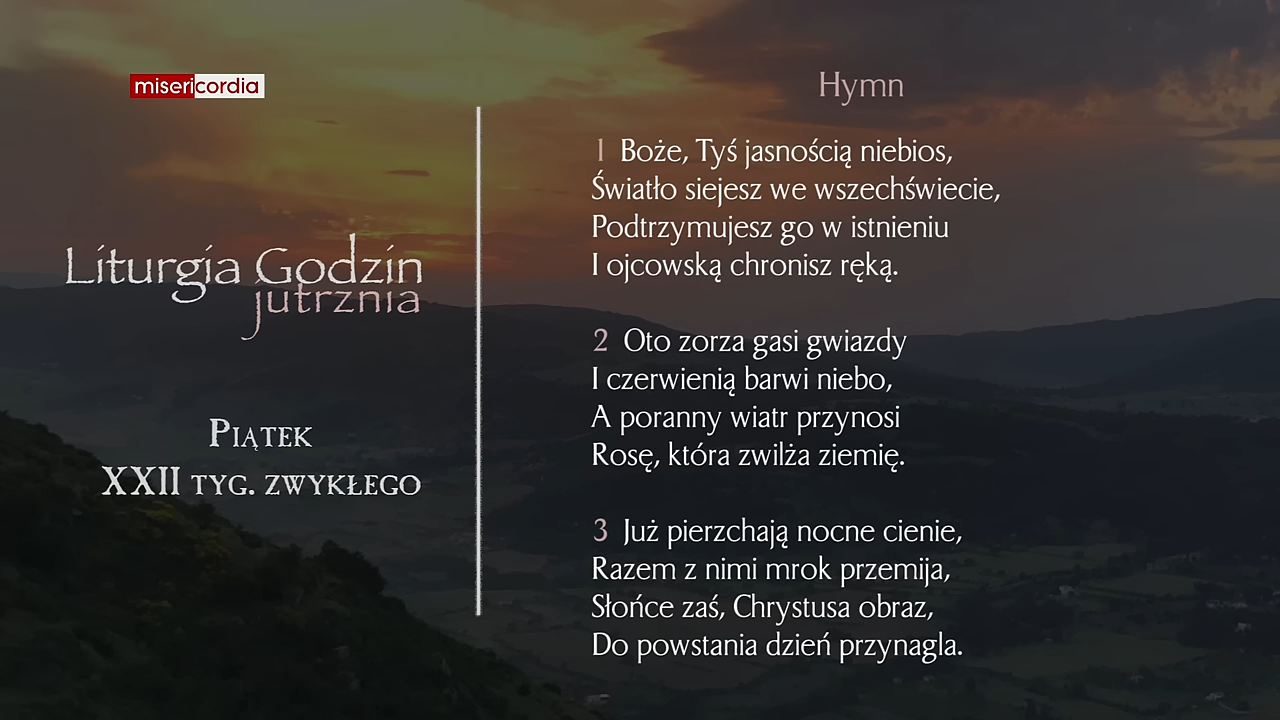 misericordia
Liturgia Godzin
jutrznia
Piątek
XXII tyg. zwykłego
Hymn
1 Boże, Tyś jasnością niebios,
Światło siejesz we wszechświecie,
Podtrzymujesz go w istnieniu
I ojcowską chronisz ręką.
2 Oto zorza gasi gwiazdy
I czerwienią barwi niebo,
A poranny wiatr przynosi
Rosę, która zwilża ziemię.
3 Już pierzchają nocne cienie,
Razem z nimi mrok przemija,
Słońce zaś, Chrystusa obraz,
Do powstania dzień przynagla.